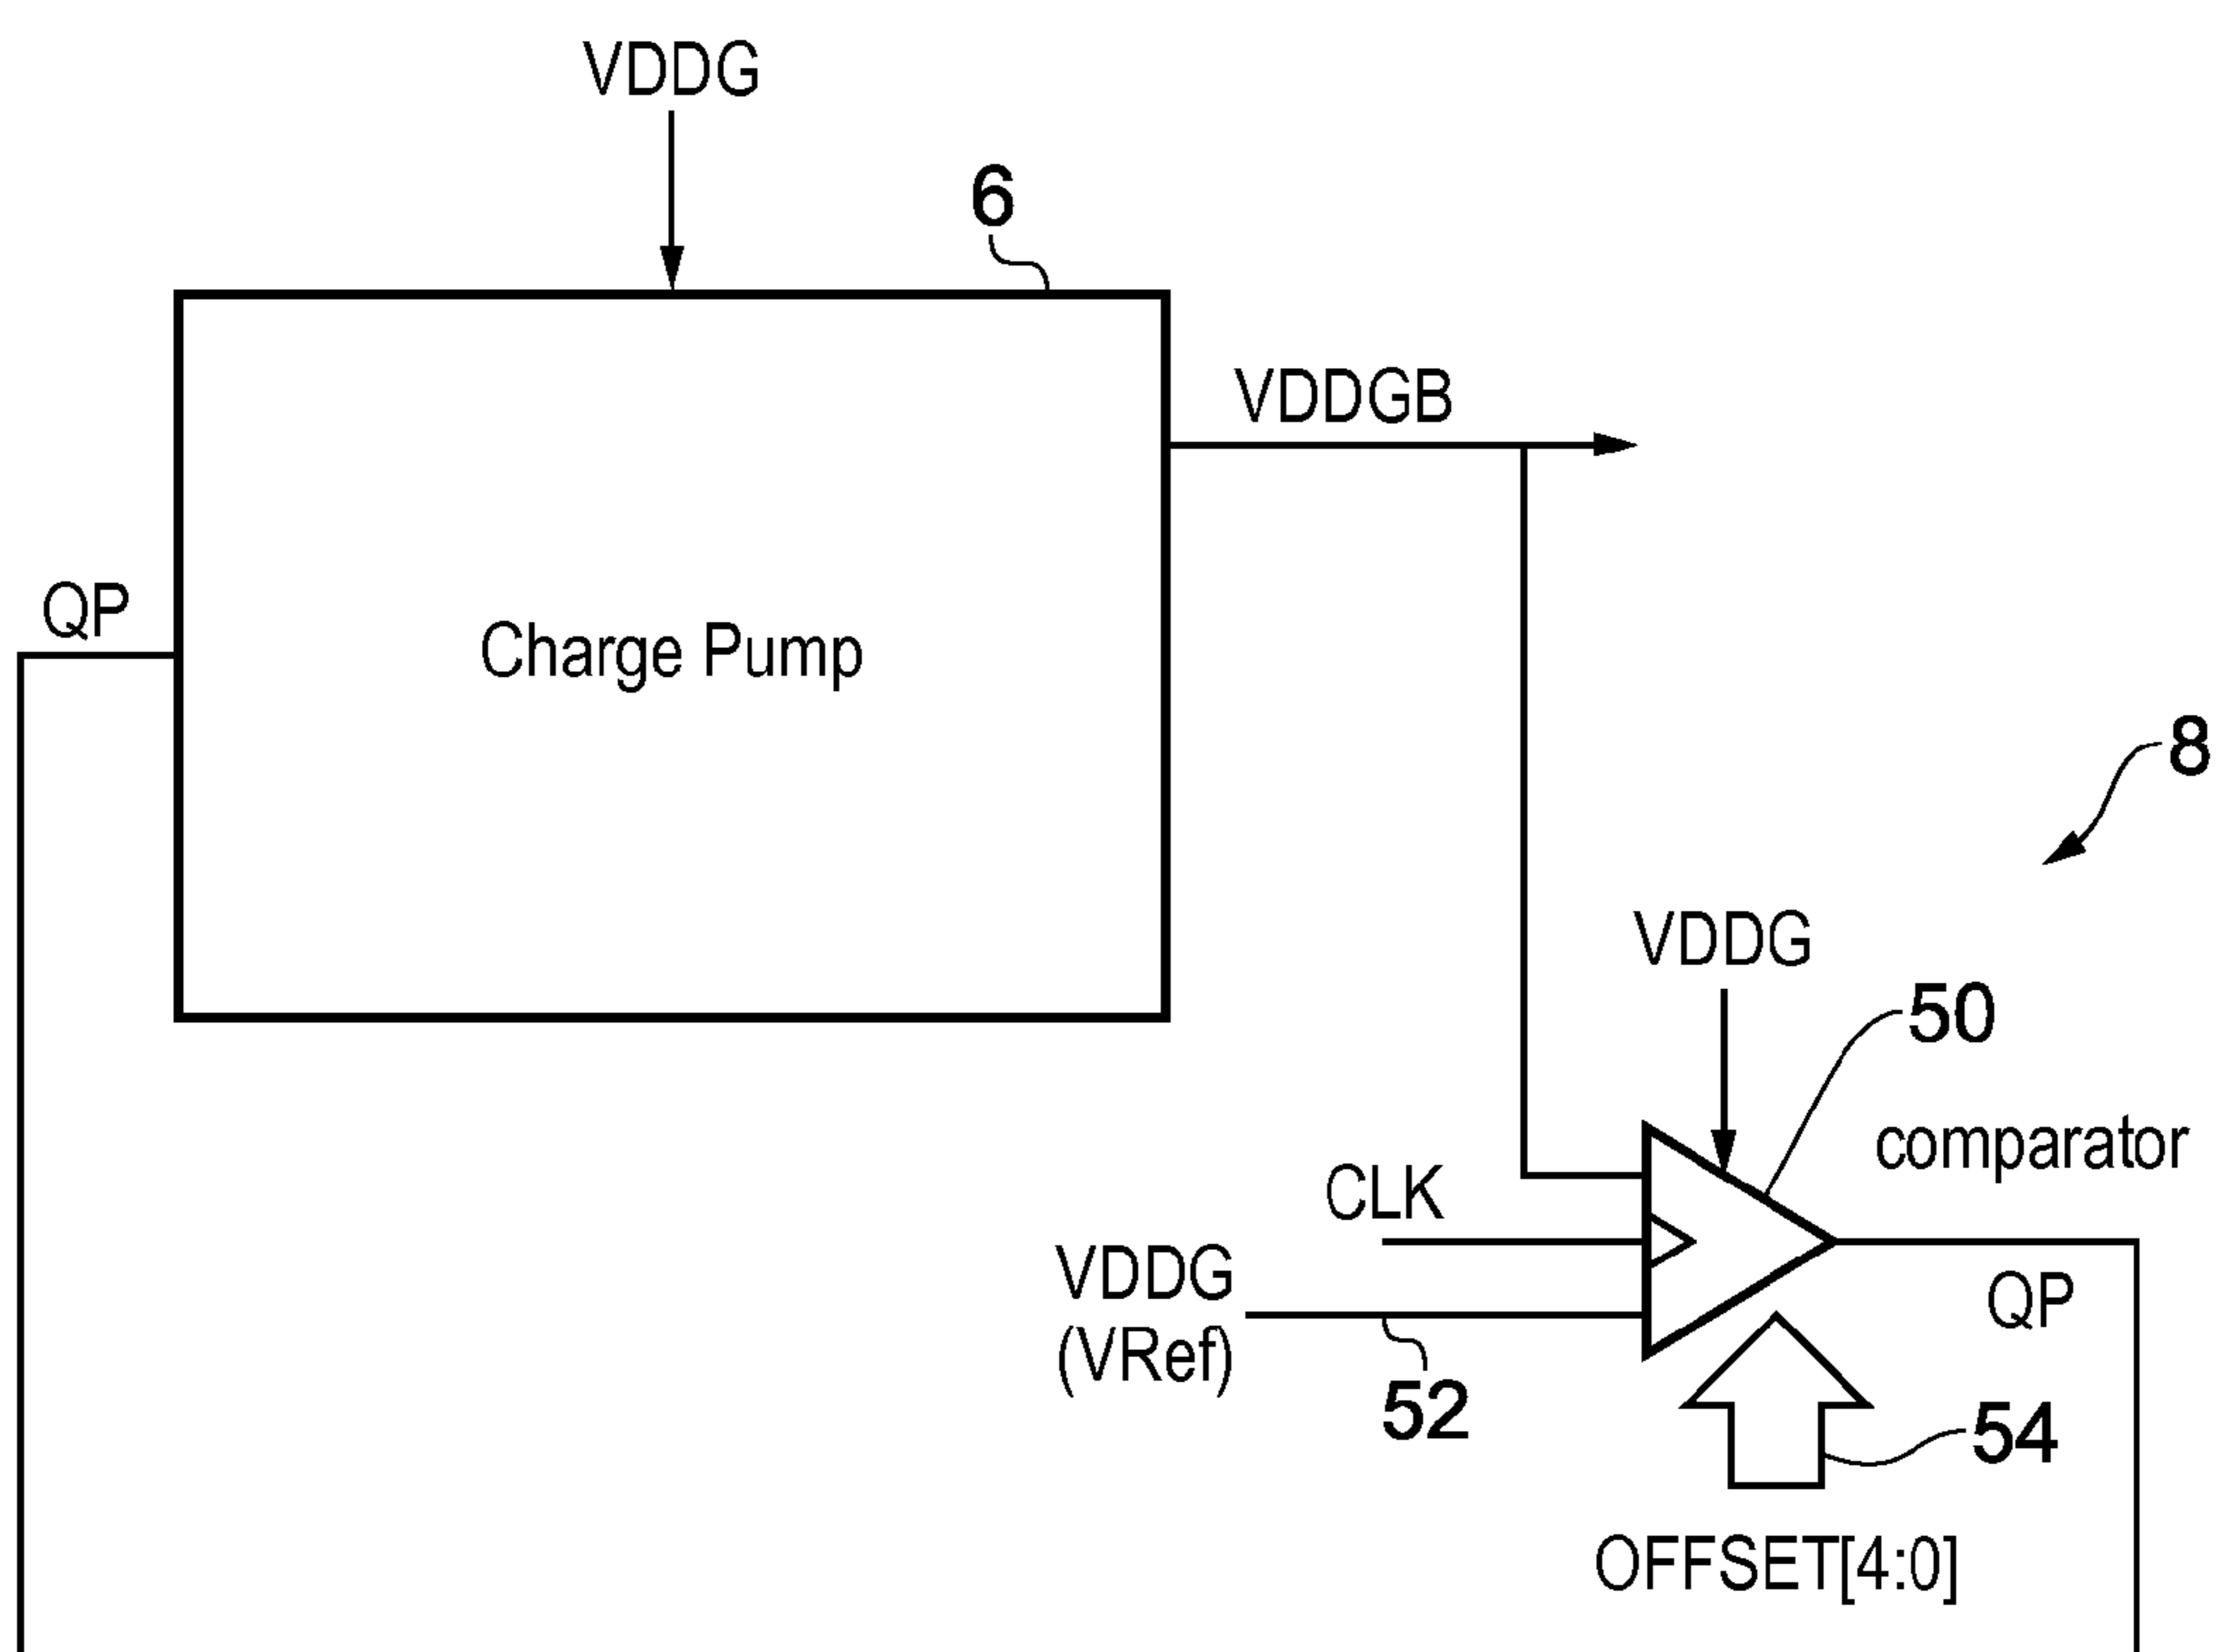 VDDG
6
VDDGB
QP
Charge Pump
8
VDDG
50
comparator
CLK
VDDG
(VRef)
QP
52
54
OFFSET[4:0]